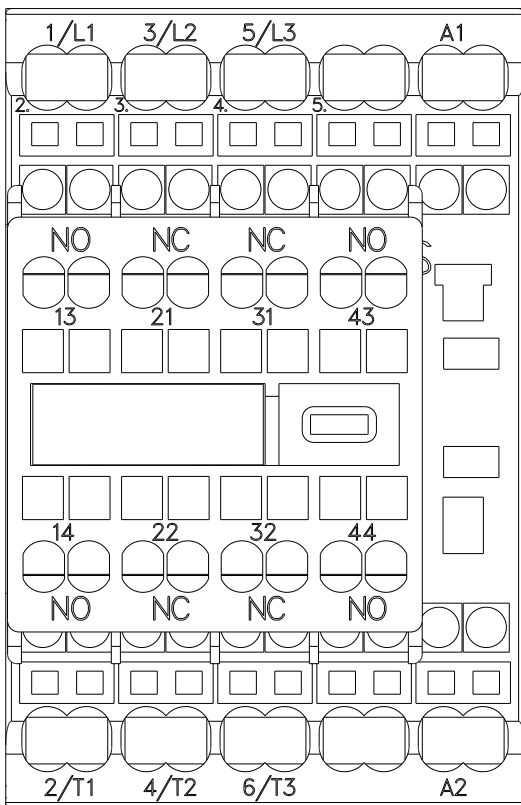 1/L1 3/L2 5/L3 A1
2. 3. 4. 5.
NO NC NC NO
13 21 31 43
14 22 32 44
NO NC NC NO
2/T1 4/T2 6/T3 A2